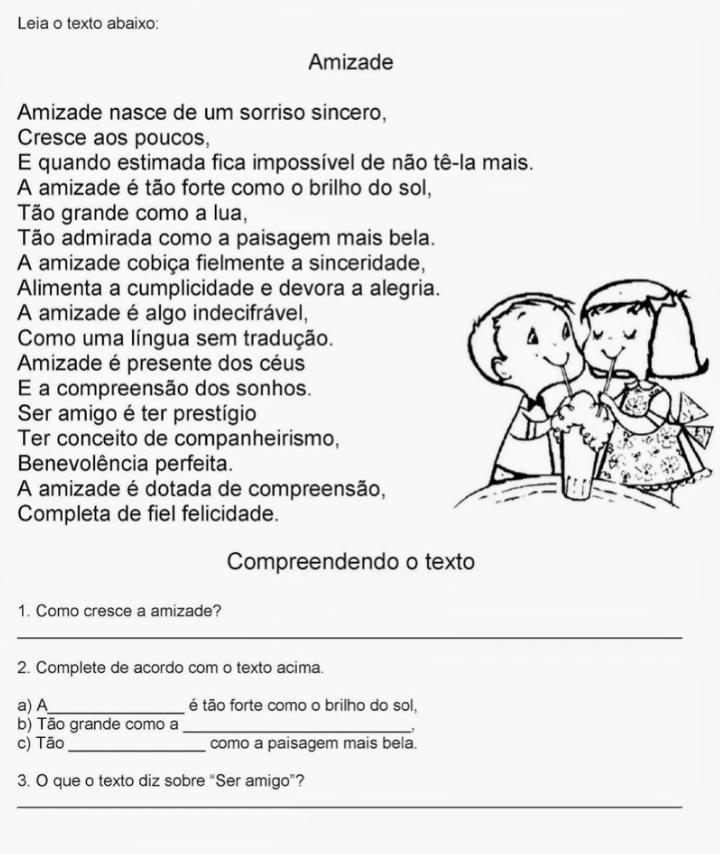 Leia o texto abaixo:
Amizade
Amizade nasce de um sorriso sincero,
Cresce aos poucos,
E quando estimada fica impossível de não tê-la mais.
A amizade é tão forte como o brilho do sol,
Tão grande como a lua,
Tão admirada como a paisagem mais bela.
A amizade cobiça fielmente a sinceridade,
Alimenta a cumplicidade e devora a alegria.
A amizade é algo indecifrável,
Como uma língua sem tradução.
Amizade é presente dos céus
E a compreensão dos sonhos.
Ser amigo é ter prestígio
Ter conceito de companheirismo,
Benevolência perfeita.
A amizade é dotada de compreensão,
Completa de fiel felicidade.
Compreendendo o texto
1. Como cresce a amizade?
2. Complete de acordo com o texto acima.
a) A______________ é tão forte como o brilho do sol,
b) Tão grande como a ________________________,
c) Tão ______________ como a paisagem mais bela.
3. O que o texto diz sobre “Ser amigo”?